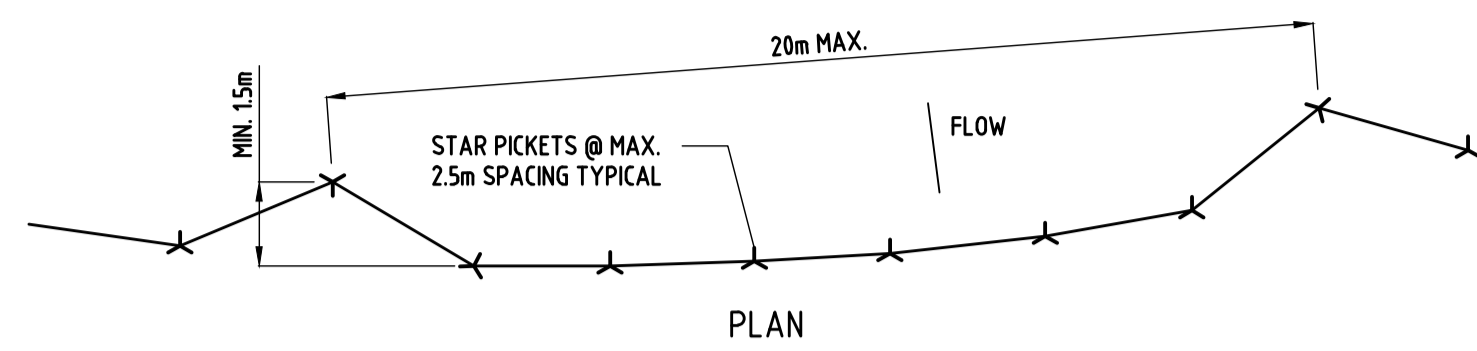 20m MAX.
MIN. 1.5m
STAR PICKETS @ MAX.
2.5m SPACING TYPICAL
FLOW
PLAN